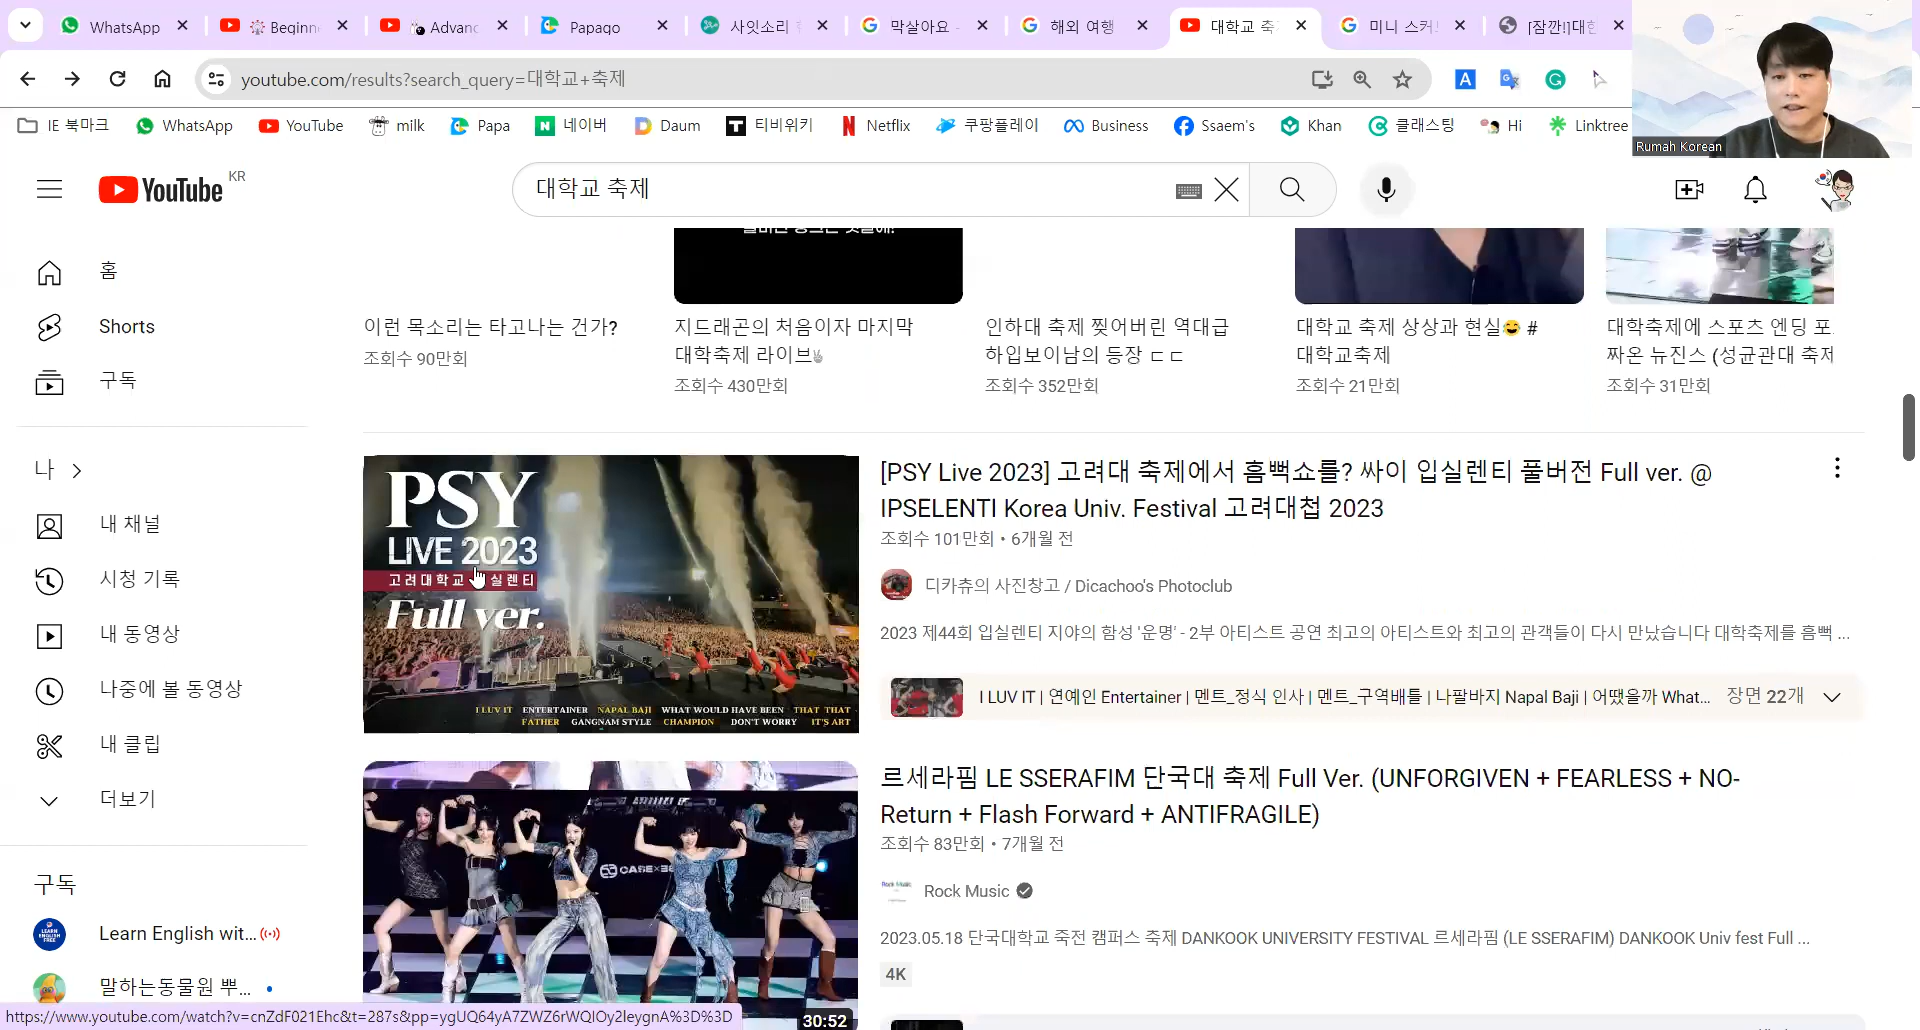 WhatsApp
Beginn
Advanc
Papago
사잇소리
막살아요 -
해외 여행
대학교 축
미니 스커
[잠깐!]대한
youtube.com/results?search_query=대학교+축제
IE 북마크
WhatsApp
YouTube
milk
Papa
네이버
Daum
티비위키
Netflix
쿠팡플레이
Business
Ssaem's
Khan
클래스팅
Hi
Linktree
Rumah Korean
YouTube KR
대학교 축제
홈
Shorts
구독
나
내 채널
시청 기록
내 동영상
나중에 볼 동영상
내 클립
더보기
구독
Learn English wit...
말하는동물원 뿌...
이런 목소리는 타고나는 건가?
조회수 90만회
지드래곤의 처음이자 마지막
대학축제 라이브✌
조회수 430만회
인하대 축제 찢어버린 역대급
하입보이남의 등장 ㄷㄷ
조회수 352만회
대학교 축제 상상과 현실😂 #
대학교축제
조회수 21만회
대학축제에 스포츠 엔딩 포
짜온 뉴진스 (성균관대 축제
조회수 31만회
PSY
LIVE 2023
고려대학교 실렌티
Full ver.
I LUV IT ENTERTAINER NAPAL BAJI WHAT WOULD HAVE BEEN THAT THAT
FATHER GANGNAM STYLE CHAMPION DON'T WORRY IT'S ART
[PSY Live 2023] 고려대 축제에서 흠뻑쇼를? 싸이 입실렌티 풀버전 Full ver. @
IPSELENTI Korea Univ. Festival 고려대첩 2023
조회수 101만회 • 6개월 전
디카츄의 사진창고 / Dicachoo's Photoclub
2023 제44회 입실렌티 지야의 함성 '운명' - 2부 아티스트 공연 최고의 아티스트와 최고의 관객들이 다시 만났습니다 대학축제를 흠뻑 ...
I LUV IT | 연예인 Entertainer | 멘트_정식 인사 | 멘트_구역배틀 | 나팔바지 Napal Baji | 어땠을까 What...
장면 22개
르세라핌 LE SSERAFIM 단국대 축제 Full Ver. (UNFORGIVEN + FEARLESS + NO-
Return + Flash Forward + ANTIFRAGILE)
조회수 83만회 • 7개월 전
Rock Music
2023.05.18 단국대학교 죽전 캠퍼스 축제 DANKOOK UNIVERSITY FESTIVAL 르세라핌 (LE SSERAFIM) DANKOOK Univ fest Full ...
4K
30:52
https://www.youtube.com/watch?v=cnZdF021Ehc&t=287s&pp=ygUQ64yA7ZWZ6rWQIOy2leygnA%3D%3D